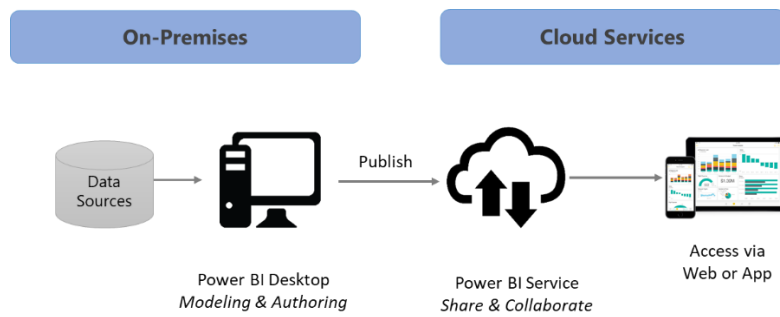 On-Premises
Cloud Services
Data
Sources
Publish
Power BI Desktop
Modeling & Authoring
Power BI Service
Share & Collaborate
Access via
Web or App